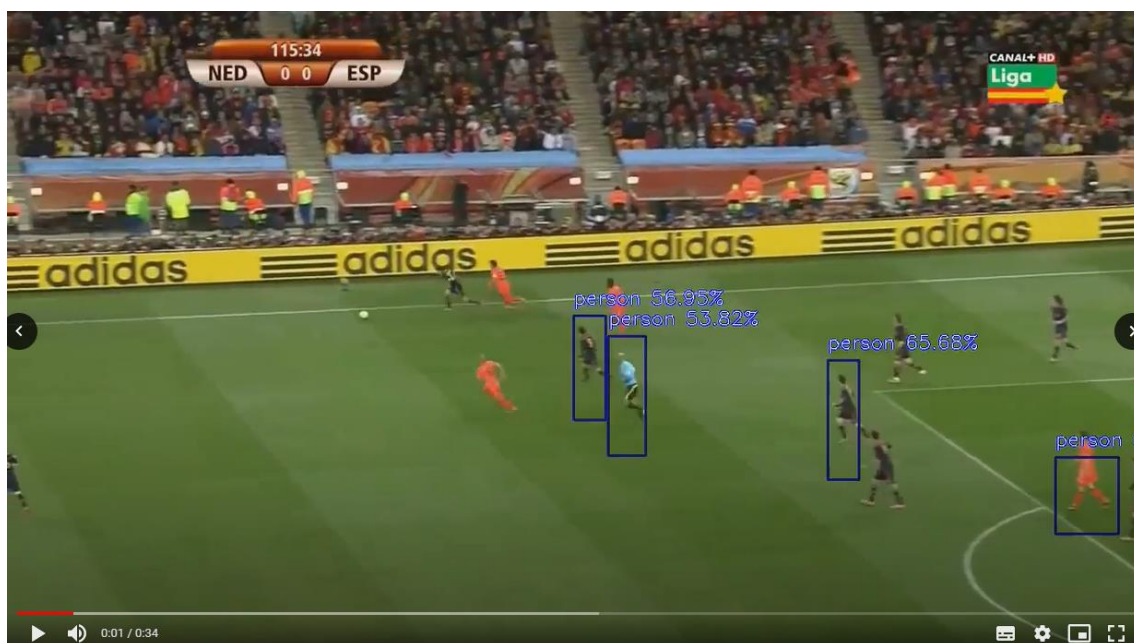 115:34
NED 0 0 ESP
CANAL+ HD
Liga
adidas adidas adidas adidas
person 56.95%
person 53.82%
person 65.68%
person
0:01 / 0:34